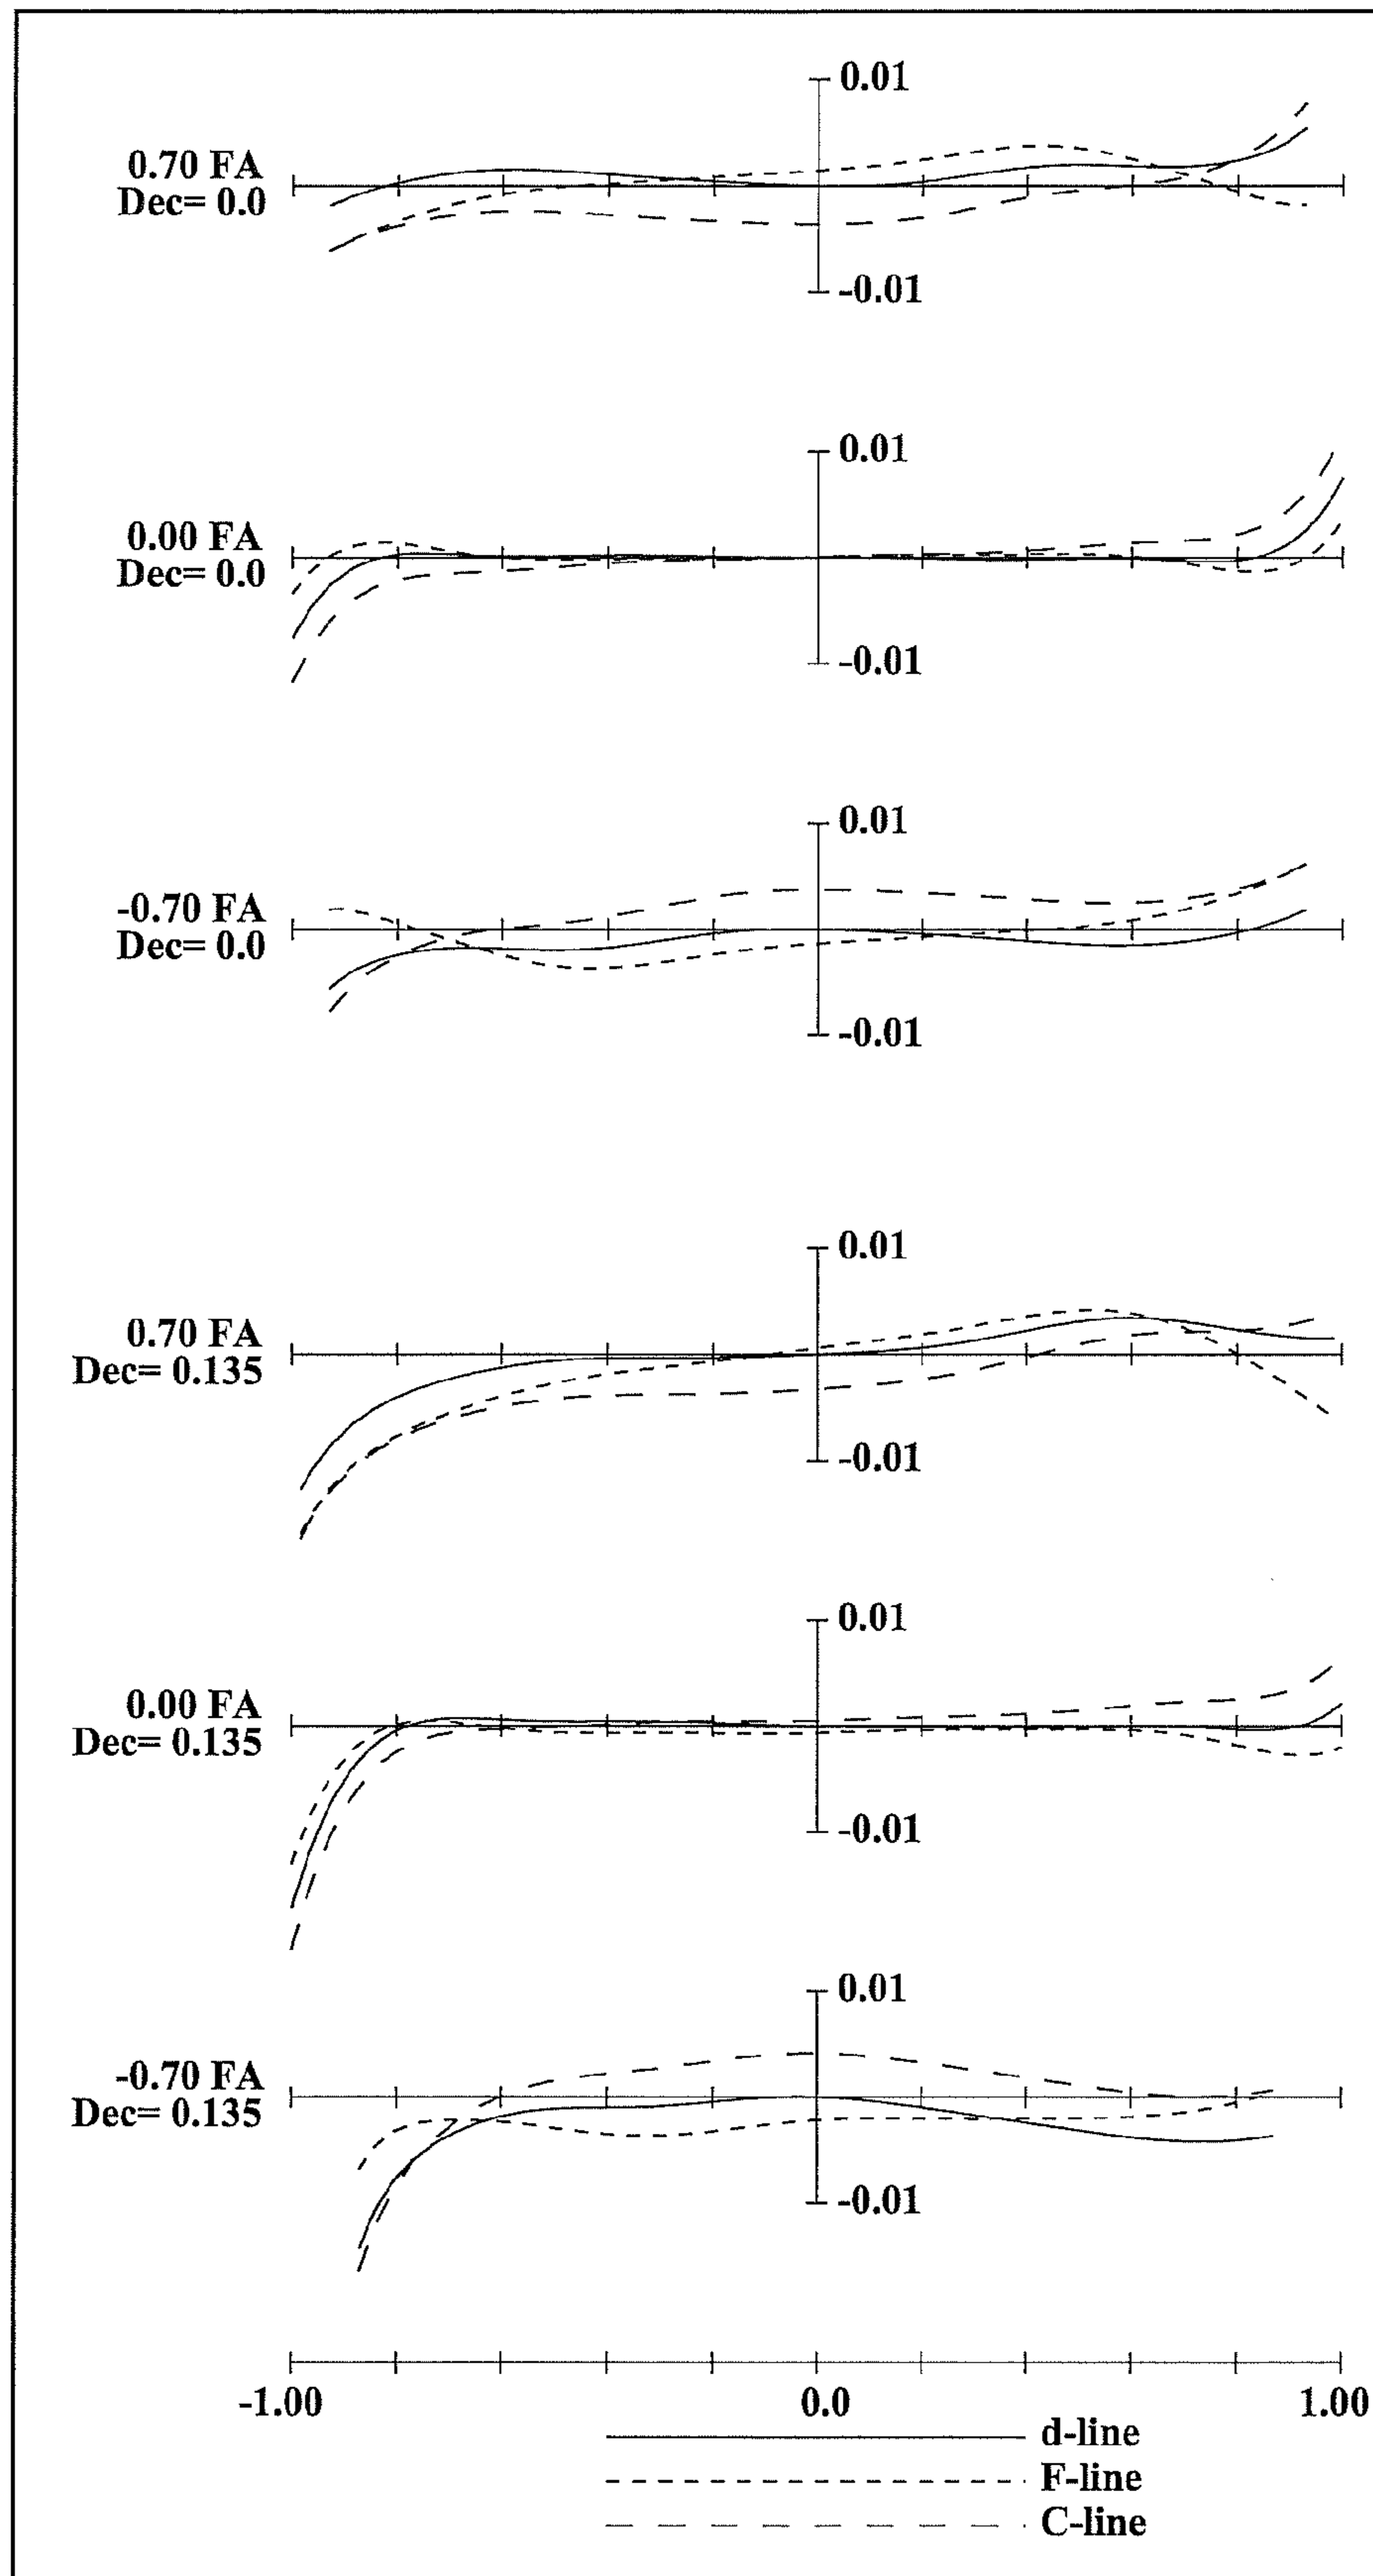 0.01
0.70 FA
Dec= 0.0
-0.01
0.01
0.00 FA
Dec= 0.0
-0.01
0.01
-0.70 FA
Dec= 0.0
-0.01
0.01
0.70 FA
Dec= 0.135
-0.01
0.01
0.00 FA
Dec= 0.135
-0.01
0.01
-0.70 FA
Dec= 0.135
-0.01
-1.00 0.0 1.00
d-line
F-line
C-line